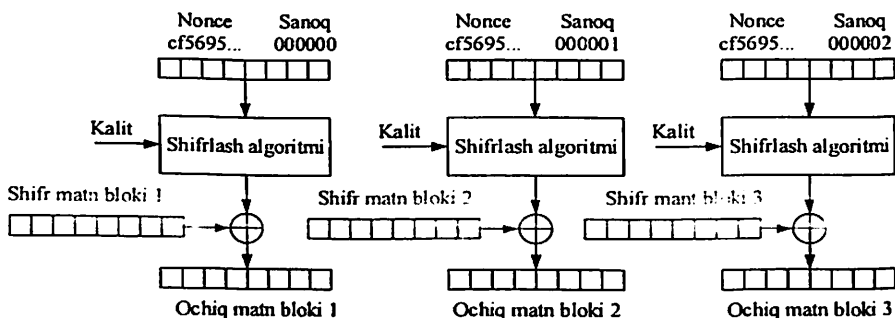 Nonce Sanoq Nonce Sanoq Nonce Sanoq
cf5695... 000000 cf5695... 000001 cf5695... 000002
Kalit Shifrlash algoritmi Kalit Shifrlash algoritmi Kalit Shifrlash algoritmi
Shifr matn bloki 1 Shifr matn bloki 2 Shifr mant bloki 3
Ochiq matn bloki 1 Ochiq matn bloki 2 Ochiq matn bloki 3